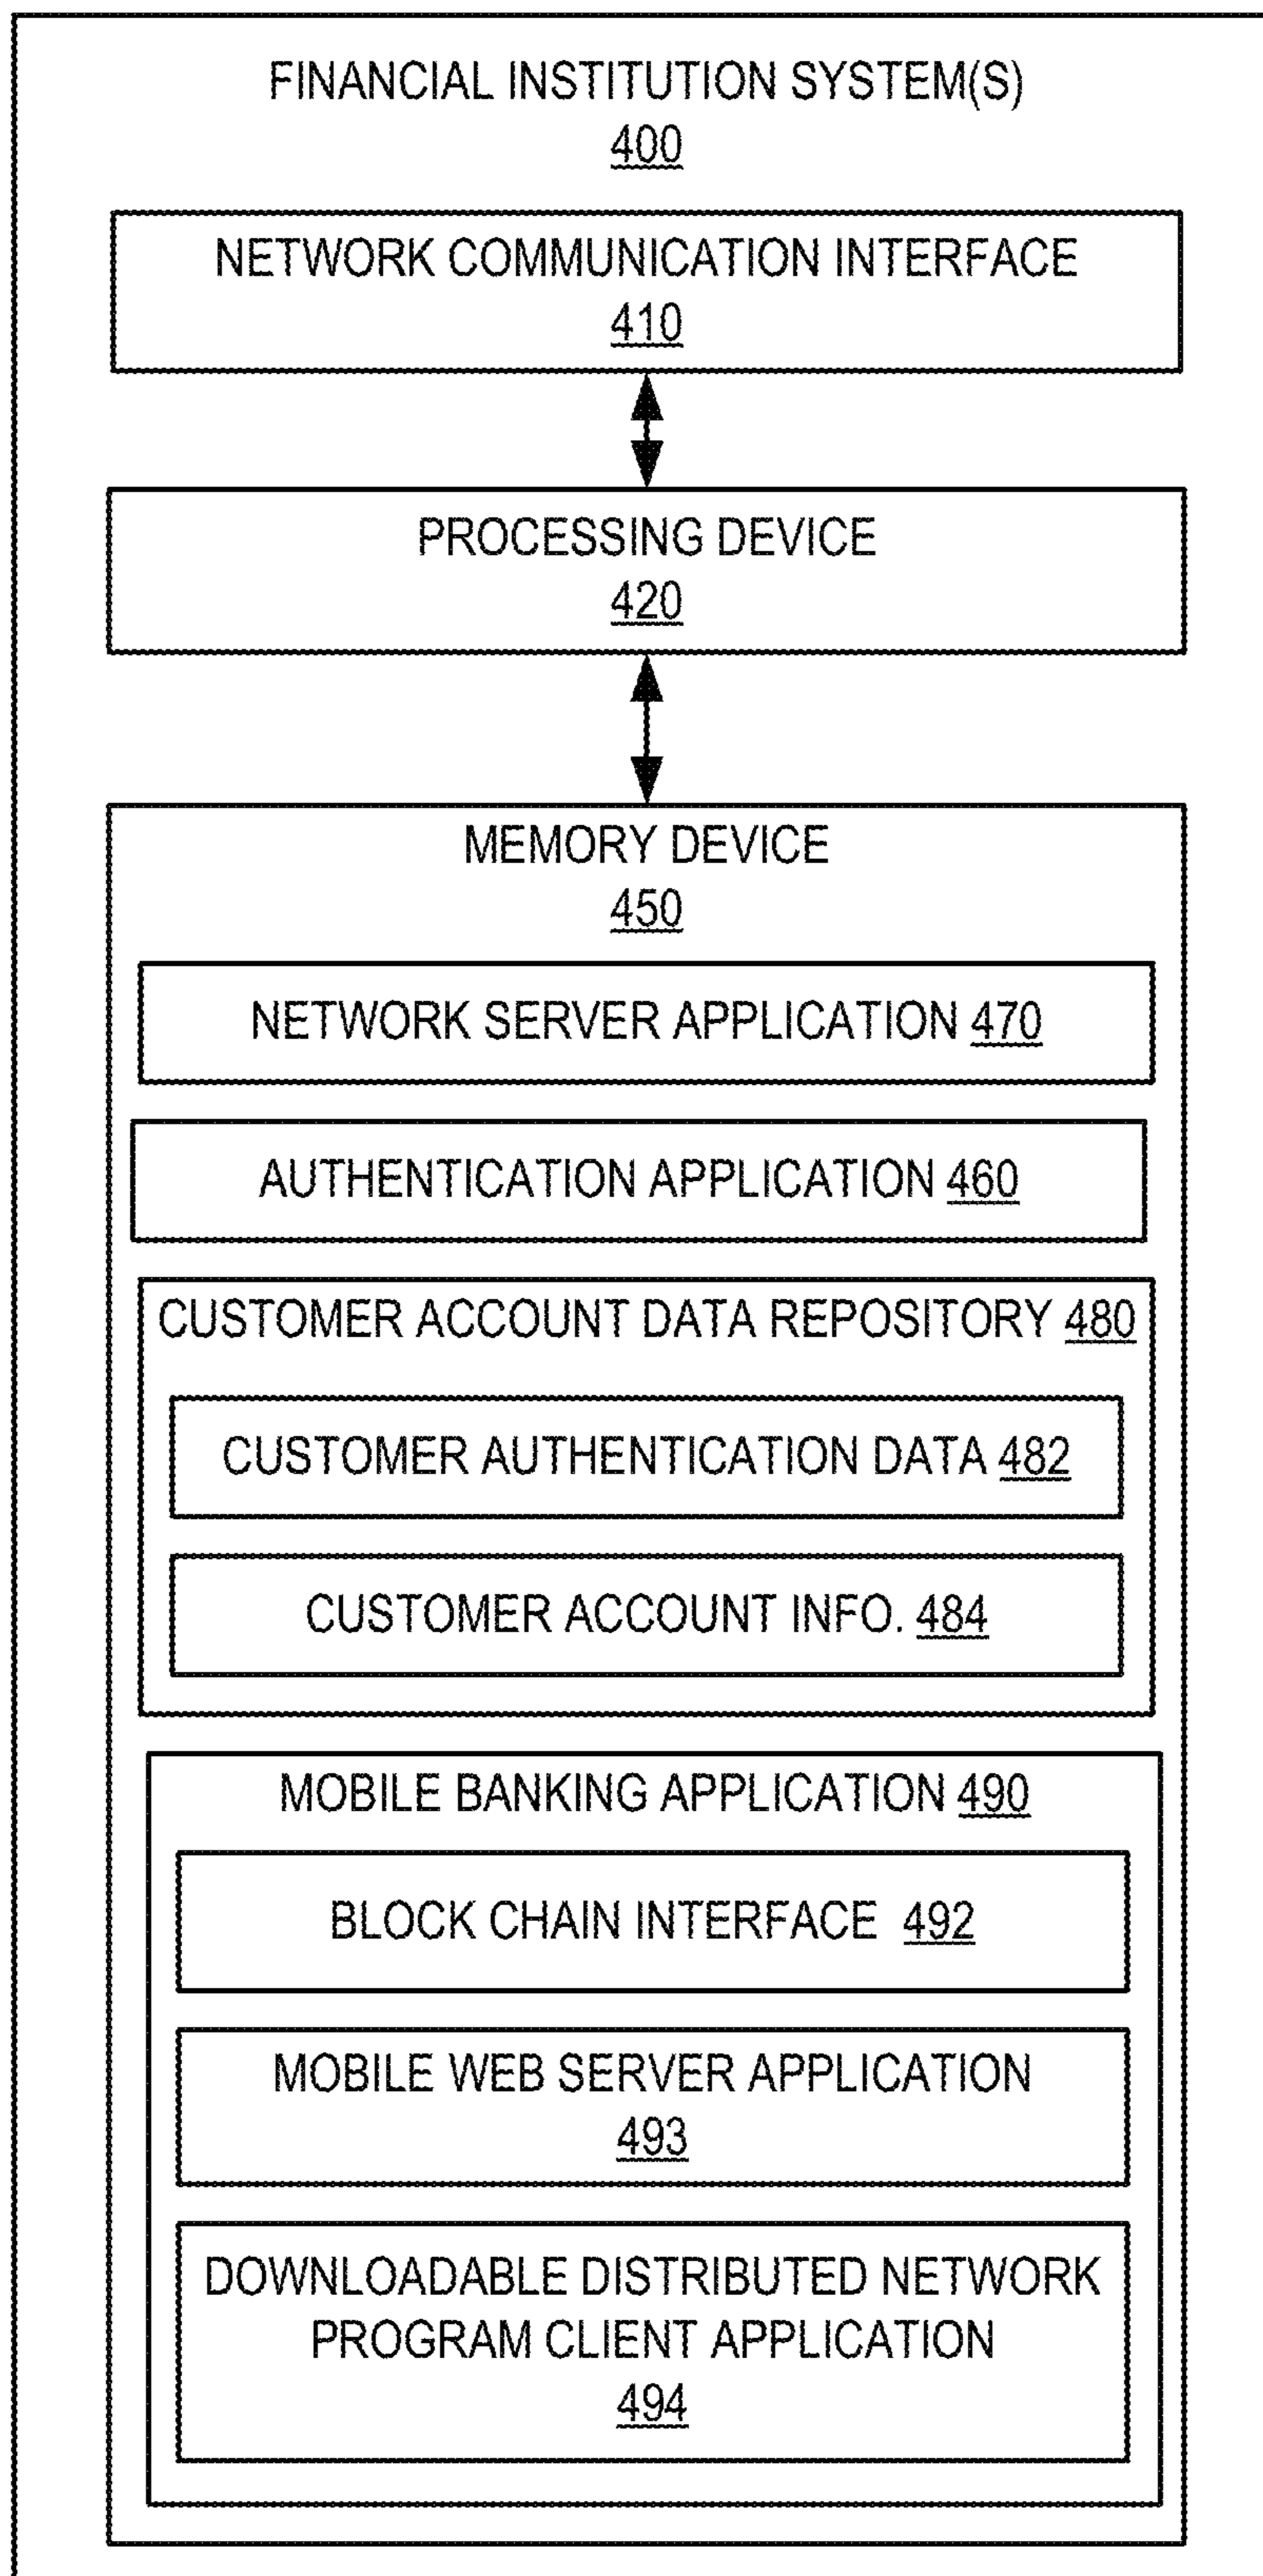 FINANCIAL INSTITUTION SYSTEM(S)
400
NETWORK COMMUNICATION INTERFACE
410
PROCESSING DEVICE
420
MEMORY DEVICE
450
NETWORK SERVER APPLICATION 470
AUTHENTICATION APPLICATION 460
CUSTOMER ACCOUNT DATA REPOSITORY 480
CUSTOMER AUTHENTICATION DATA 482
CUSTOMER ACCOUNT INFO. 484
MOBILE BANKING APPLICATION 490
BLOCK CHAIN INTERFACE 492
MOBILE WEB SERVER APPLICATION
493
DOWNLOADABLE DISTRIBUTED NETWORK
PROGRAM CLIENT APPLICATION
494